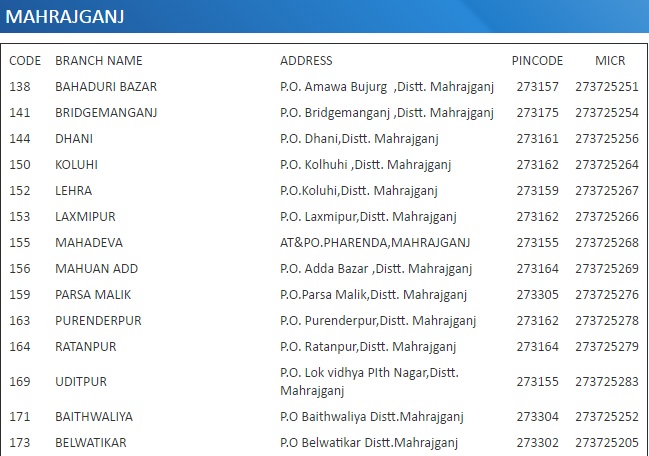 MAHRAJGANJ
CODE BRANCH NAME ADDRESS PINCODE MICR
138 BAHADURI BAZAR P.O. Amawa Bujurg ,Distt. Mahrajganj 273157 273725251
141 BRIDGEMANGANJ P.O. Bridgemanganj ,Distt. Mahrajganj 273175 273725254
144 DHANI P.O. Dhani,Distt. Mahrajganj 273161 273725256
150 KOLUHI P.O. Kolhuhi ,Distt. Mahrajganj 273162 273725264
152 LEHRA P.O.Koluhi,Distt. Mahrajganj 273159 273725267
153 LAXMIPUR P.O. Laxmipur,Distt. Mahrajganj 273162 273725266
155 MAHADEVA AT&PO.PHARENDA,MAHRAJGANJ 273155 273725268
156 MAHUAN ADD P.O. Adda Bazar ,Distt. Mahrajganj 273164 273725269
159 PARSA MALIK P.O.Parsa Malik,Distt. Mahrajganj 273305 273725276
163 PURENDERPUR P.O. Purenderpur,Distt. Mahrajganj 273162 273725278
164 RATANPUR P.O. Ratanpur,Distt. Mahrajganj 273164 273725279
169 UDITPUR P.O. Lok vidhya PIth Nagar,Distt. 273155 273725283
Mahrajganj
171 BAITHWALIYA P.O Baithwaliya Distt.Mahrajganj 273304 273725252
173 BELWATIKAR P.O Belwatikar Distt.Mahrajganj 273302 273725205